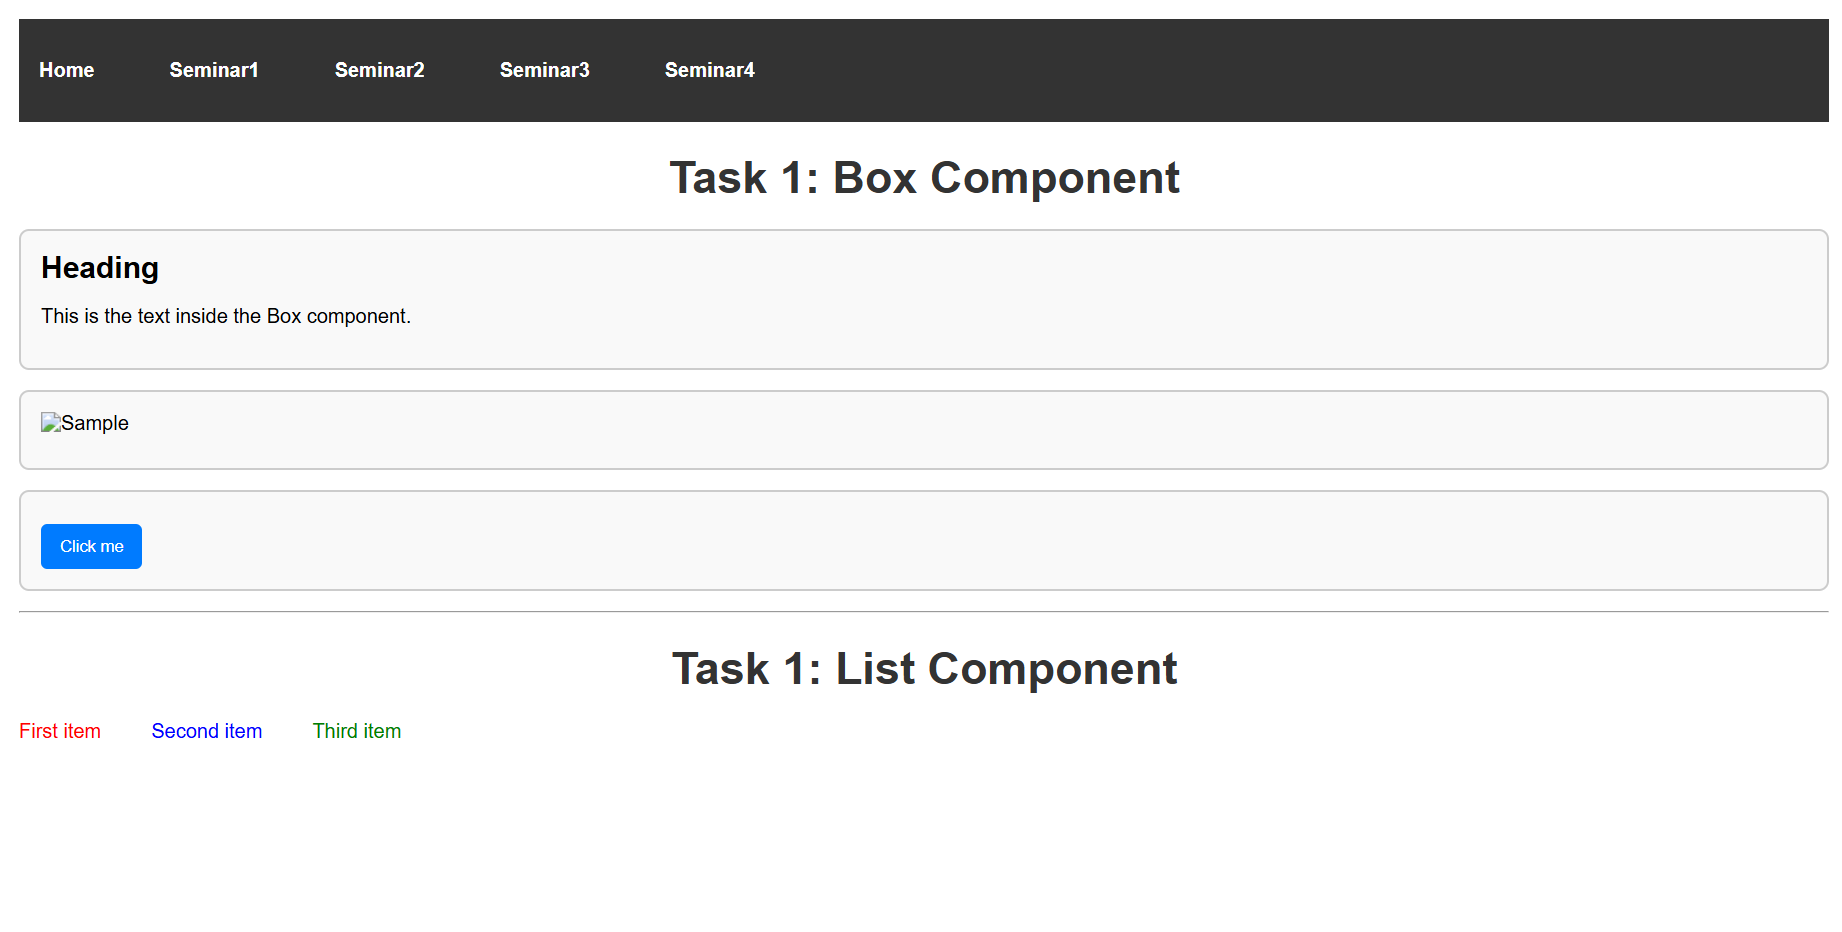 Home Seminar1 Seminar2 Seminar3 Seminar4
Task 1: Box Component
Heading
This is the text inside the Box component.
Sample
Click me
Task 1: List Component
First item Second item Third item